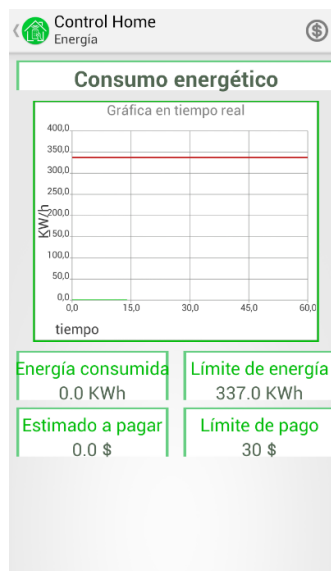 Control Home
Energía
Consumo energético
Gráfica en tiempo real
400,0
350,0
300,0
250,0
200,0
150,0
100,0
50,0
0,0
KW/h
0,0 15,0 30,0 45,0 60,0
tiempo
Energía consumida
0.0 KWh
Límite de energía
337.0 KWh
Estimado a pagar
0.0 $
Límite de pago
30 $